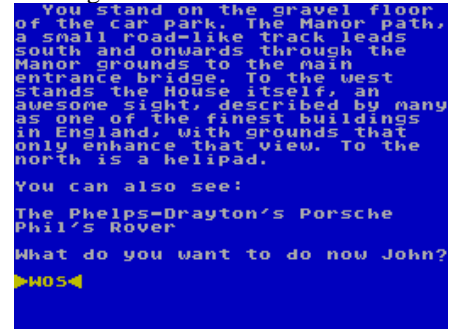 You stand on the gravel floor
of the car park. The Manor path,
a small road-like track leads
south and onwards through the
Manor grounds to the main
entrance bridge. To the west
stands the House itself, an
awesome sight, described by many
as one of the finest buildings
in England, with grounds that
only enhance that view. To the
north is a helipad.
You can also see:
The Phelps-Drayton's Porsche
Phil's Rover
What do you want to do now John?
WOS